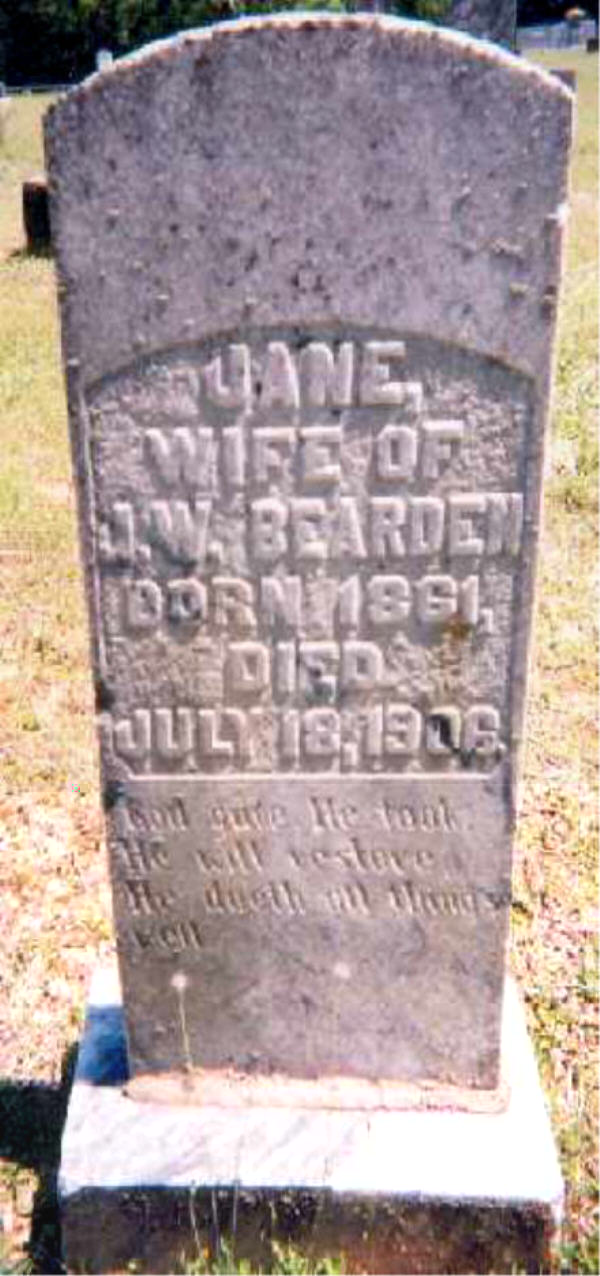 JANE,
WIFE OF
J.W. BEARDEN
BORN 1861,
DIED
JULY 18, 1906.
God gave He took.
He will restore
He doeth all things
well